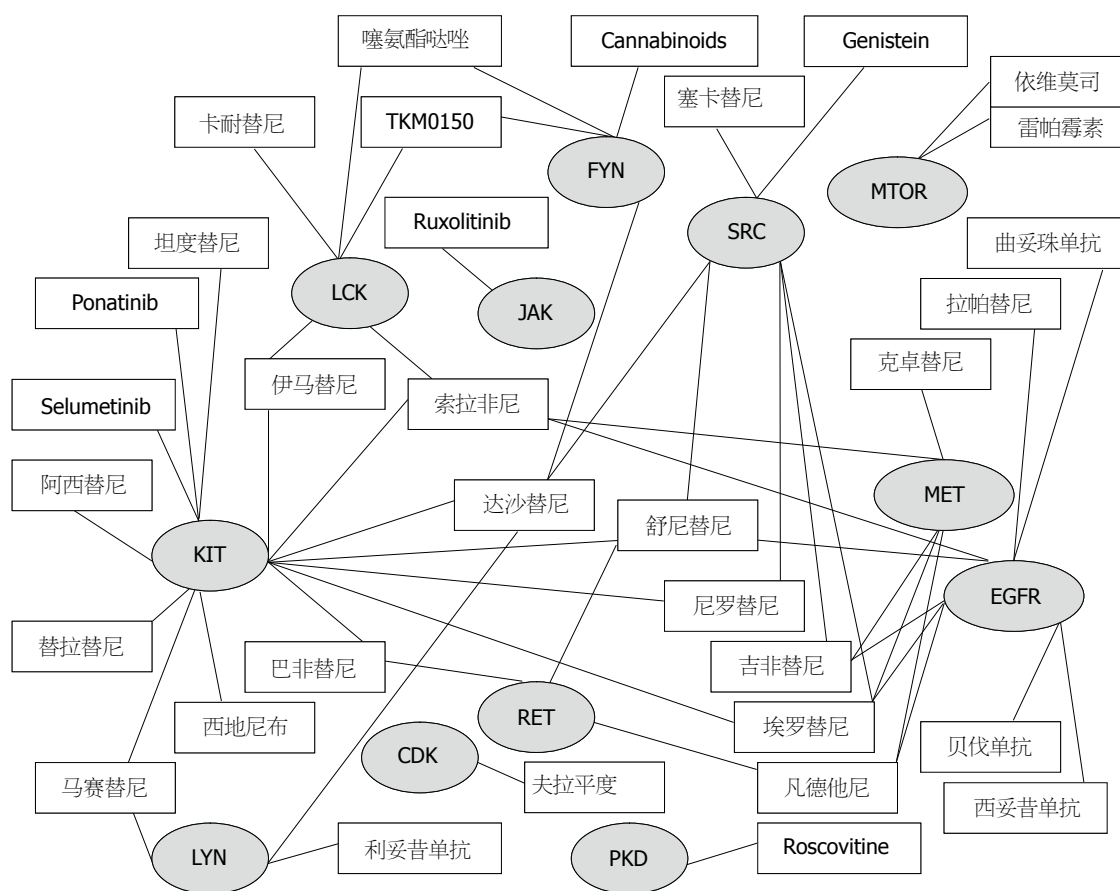 噻氨酯哒唑
Cannabinoids
Genistein
依维莫司
塞卡替尼
卡耐替尼
TKM0150
雷帕霉素
FYN
MTOR
Ruxolitinib
SRC
坦度替尼
曲妥珠单抗
LCK
Ponatinib
JAK
拉帕替尼
克卓替尼
伊马替尼
索拉非尼
Selumetinib
阿西替尼
MET
达沙替尼
舒尼替尼
KIT
EGFR
尼罗替尼
替拉替尼
巴非替尼
吉非替尼
RET
西地尼布
埃罗替尼
贝伐单抗
CDK
马赛替尼
夫拉平度
凡德他尼
西妥昔单抗
LYN
利妥昔单抗
PKD
Roscovitine